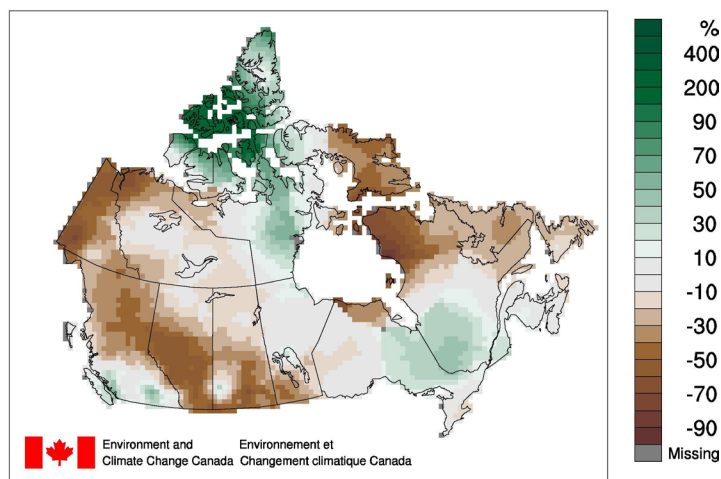 %
400
200
90
70
50
30
10
-10
-30
-50
-70
-90
Missing
Environment and
Climate Change Canada
Environnement et
Changement climatique Canada